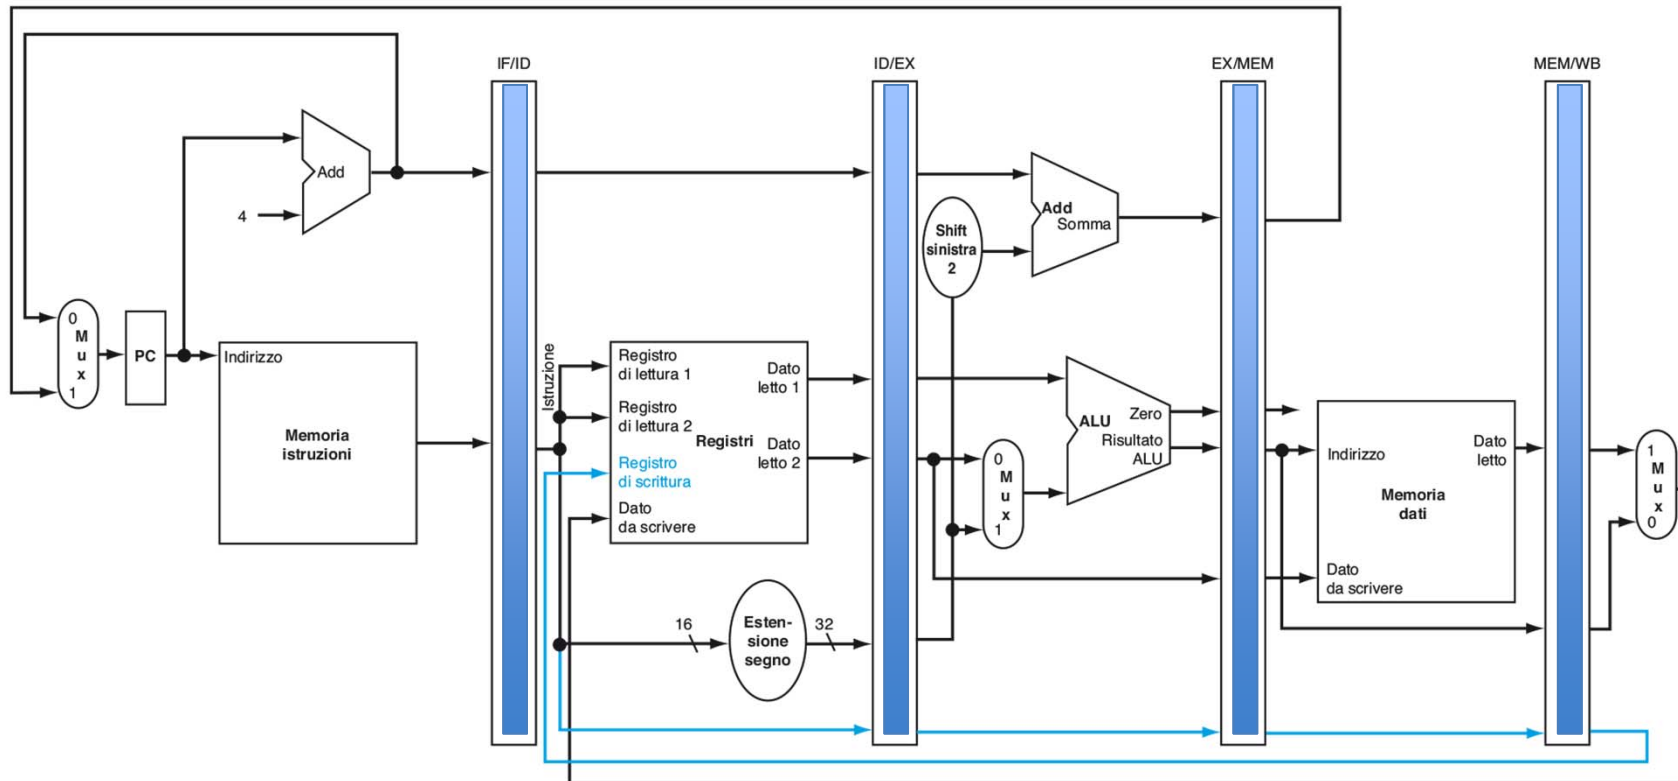 IF/ID
ID/EX
EX/MEM
MEM/WB
Add
4
Add
Somma
Shift
sinistra
2
0
M
u
x
1
PC
Indirizzo
Memoria
istruzioni
Istruzione
Registro
di lettura 1
Registro
di lettura 2
Registri
Registro
di scrittura
Dato
da scrivere
Dato
letto 1
Dato
letto 2
16
Esten-
sione
segno
32
0
M
u
x
1
ALU
Zero
Risultato
ALU
Indirizzo
Dato
letto
Memoria
dati
Dato
da scrivere
1
M
u
x
0